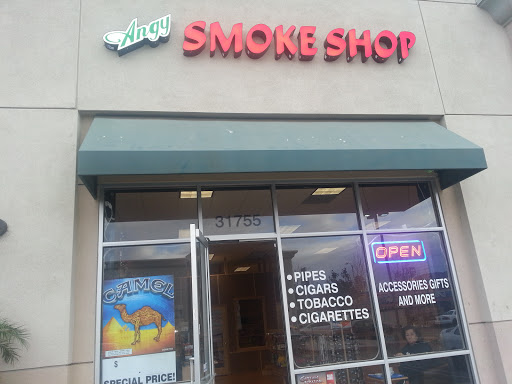 Angy SMOKE SHOP
31755
OPEN
CAMEL
$
SPECIAL PRICE!
• PIPES
• CIGARS
• TOBACCO
• CIGARETTES
ACCESSORIES GIFTS
AND MORE